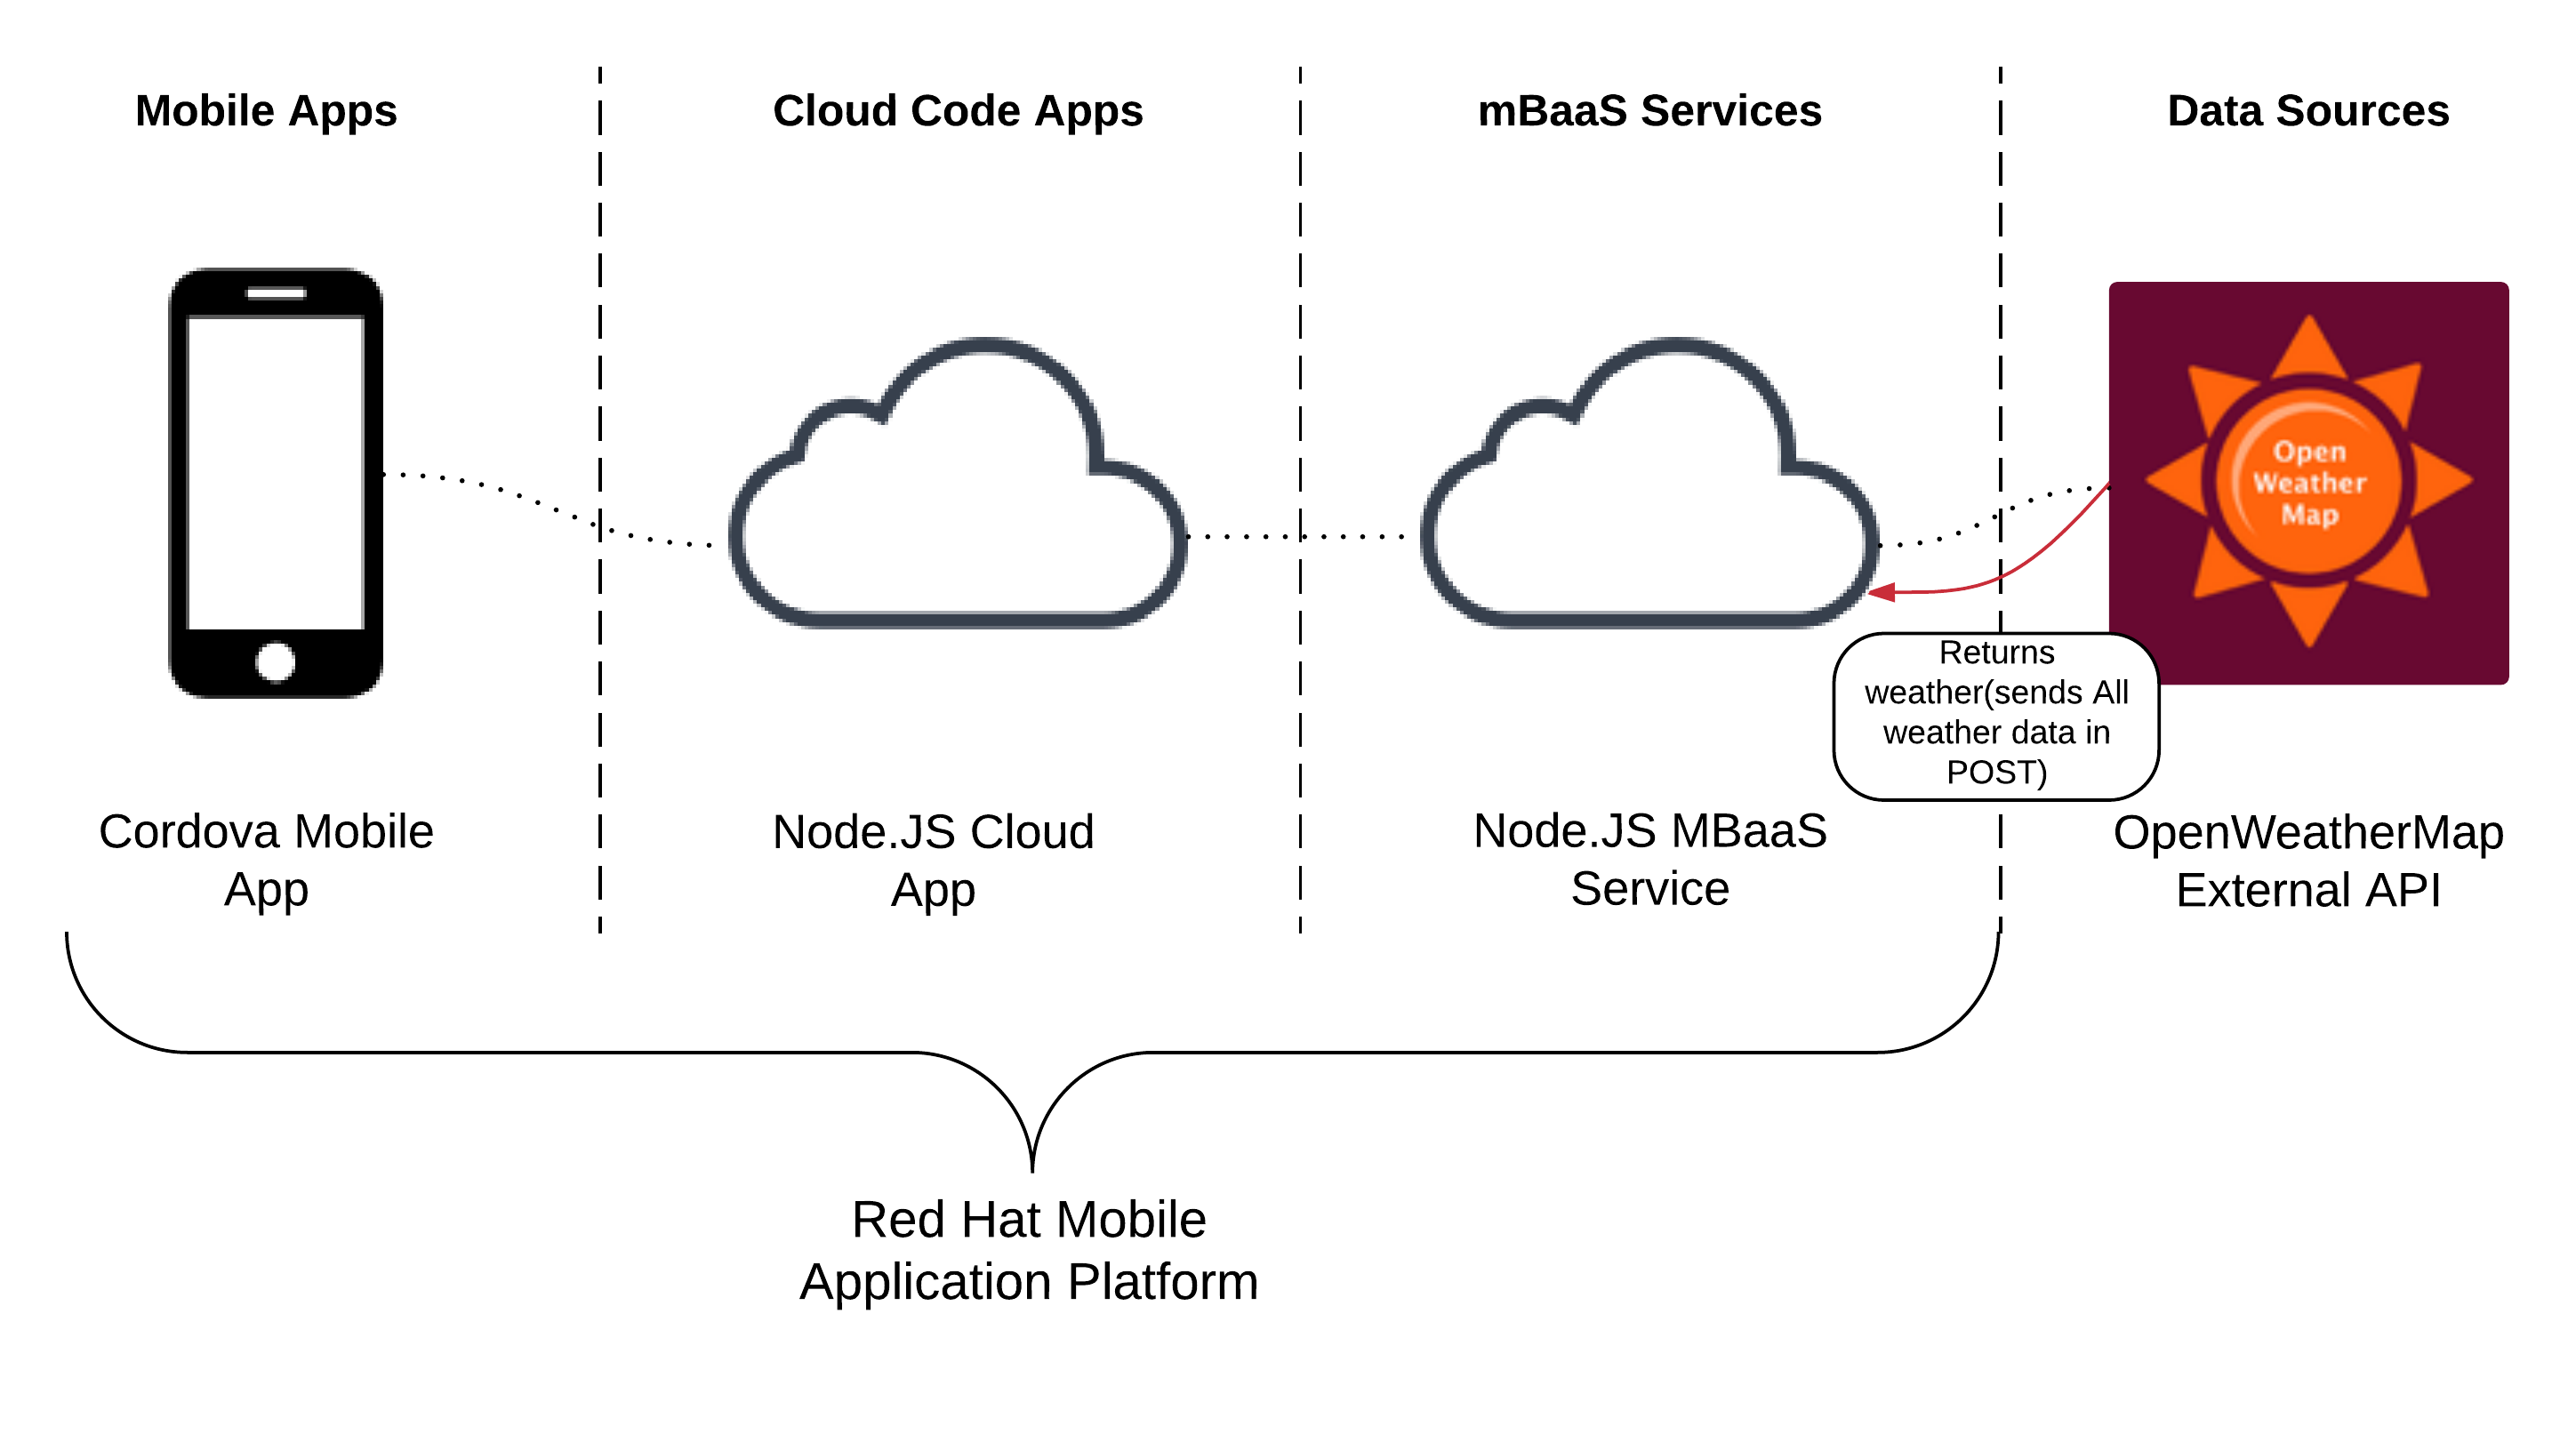 Mobile Apps
Cloud Code Apps
mBaaS Services
Data Sources
Open
Weather
Map
Returns
weather(sends All
weather data in
POST)
Cordova Mobile
App
Node.JS Cloud
App
Node.JS MBaaS
Service
OpenWeatherMap
External API
Red Hat Mobile
Application Platform